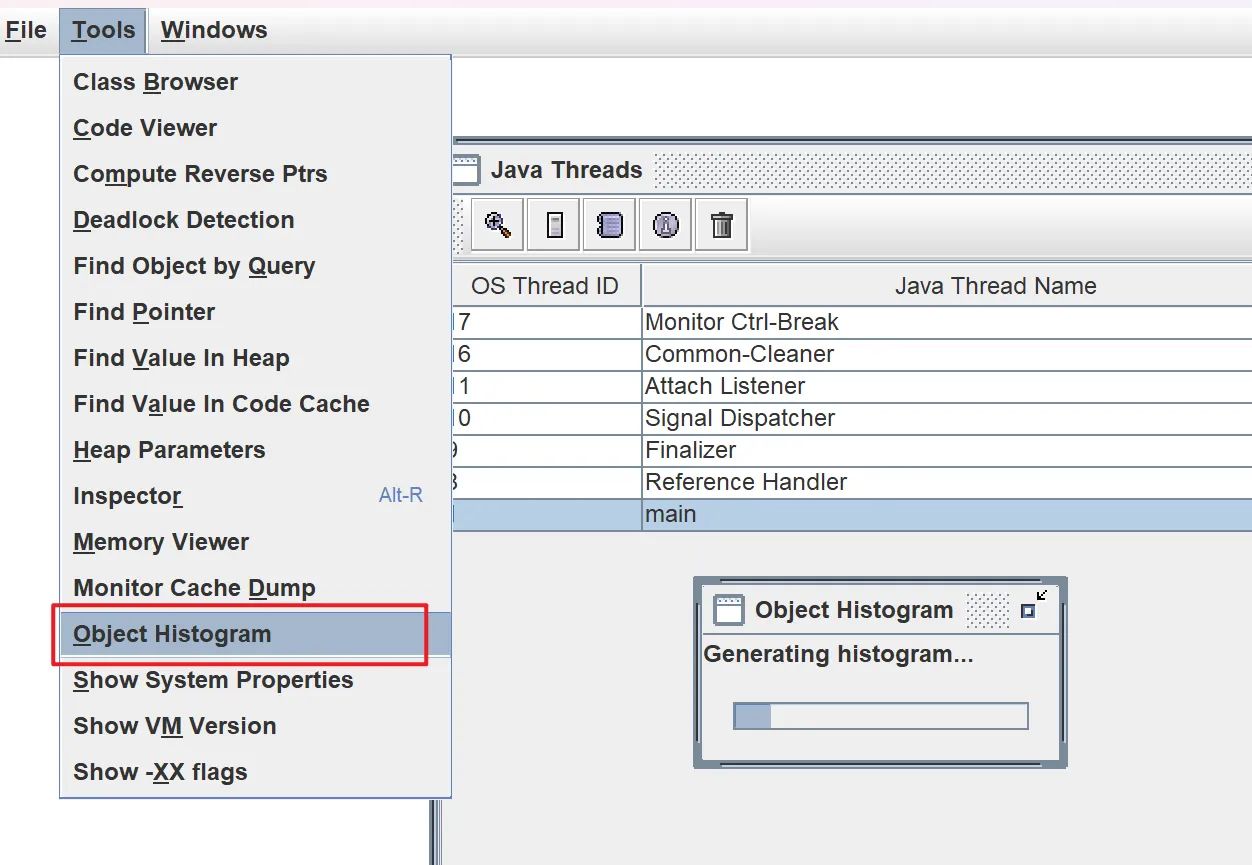 File Tools Windows
Class Browser
Code Viewer
Compute Reverse Ptrs
Deadlock Detection
Find Object by Query
Find Pointer
Find Value In Heap
Find Value In Code Cache
Heap Parameters
Inspector Alt-R
Memory Viewer
Monitor Cache Dump
Object Histogram
Show System Properties
Show VM Version
Show -XX flags
Java Threads
OS Thread ID Java Thread Name
17 Monitor Ctrl-Break
16 Common-Cleaner
11 Attach Listener
10 Signal Dispatcher
Finalizer
Reference Handler
main
Object Histogram
Generating histogram...